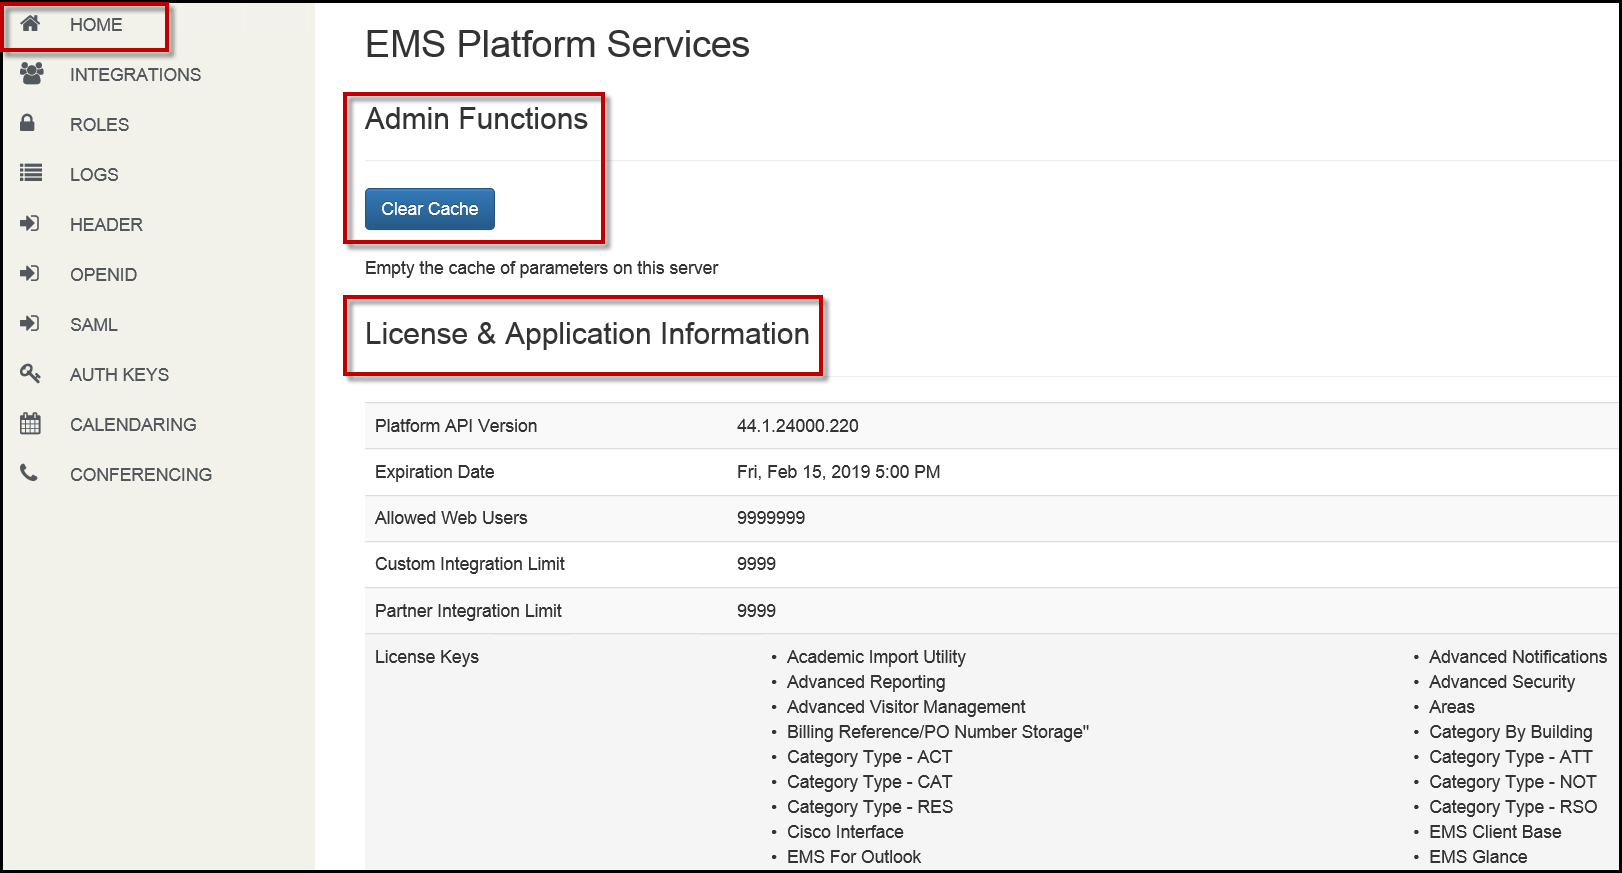 HOME
INTEGRATIONS
ROLES
LOGS
HEADER
OPENID
SAML
AUTH KEYS
CALENDARING
CONFERENCING
EMS Platform Services
Admin Functions
Clear Cache
Empty the cache of parameters on this server
License & Application Information
Platform API Version 44.1.24000.220
Expiration Date Fri, Feb 15, 2019 5:00 PM
Allowed Web Users 9999999
Custom Integration Limit 9999
Partner Integration Limit 9999
License Keys
• Academic Import Utility
• Advanced Reporting
• Advanced Visitor Management
• Billing Reference/PO Number Storage"
• Category Type - ACT
• Category Type - CAT
• Category Type - RES
• Cisco Interface
• EMS For Outlook
• Advanced Notifications
• Advanced Security
• Areas
• Category By Building
• Category Type - ATT
• Category Type - NOT
• Category Type - RSO
• EMS Client Base
• EMS Glance